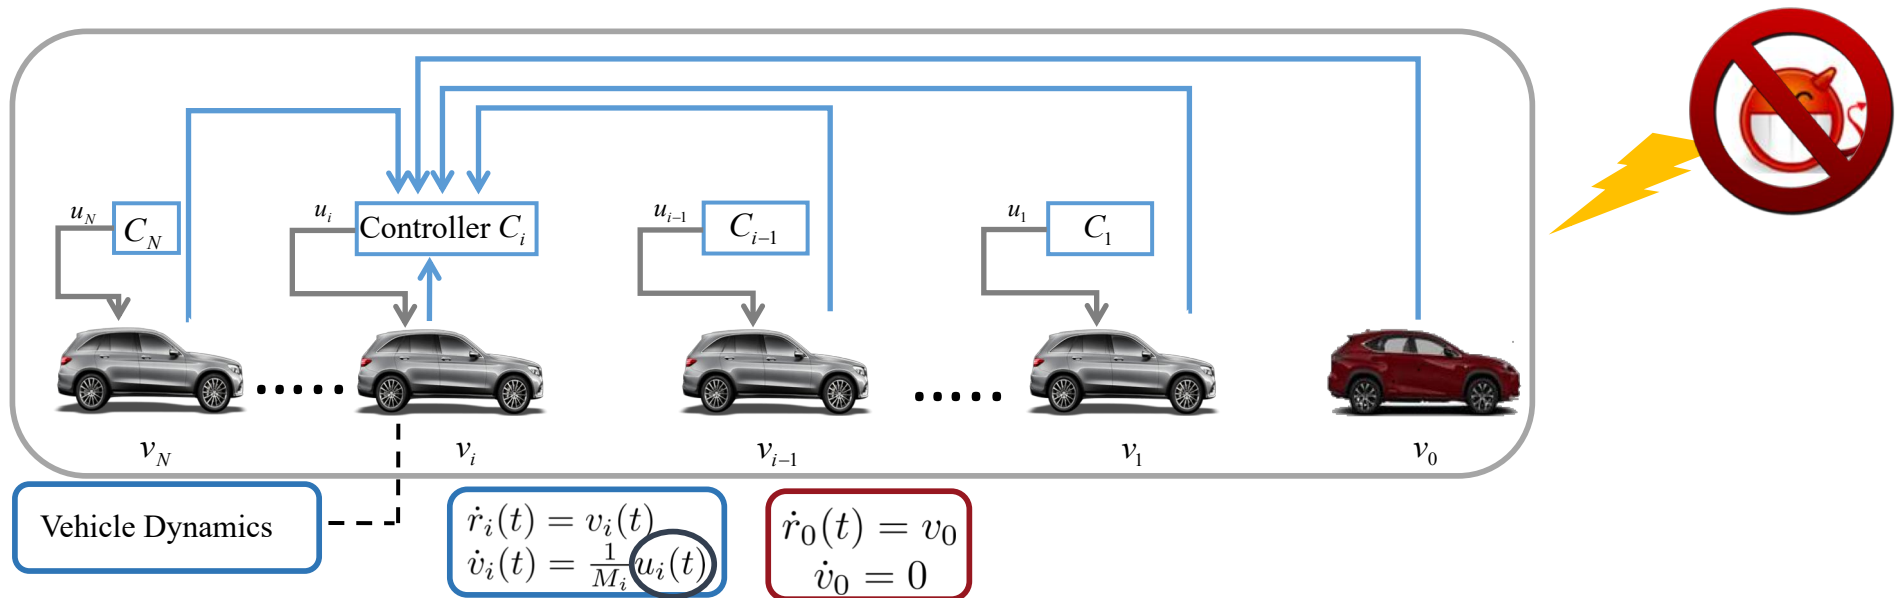 u_N C_N
u_i Controller C_i
u_{i-1} C_{i-1}
u_1 C_1
v_N v_i v_{i-1} v_1 v_0
Vehicle Dynamics
ṙ_i(t) = v_i(t)
v̇_i(t) = \frac{1}{M_i} u_i(t)
ṙ_0(t) = v_0
v̇_0 = 0